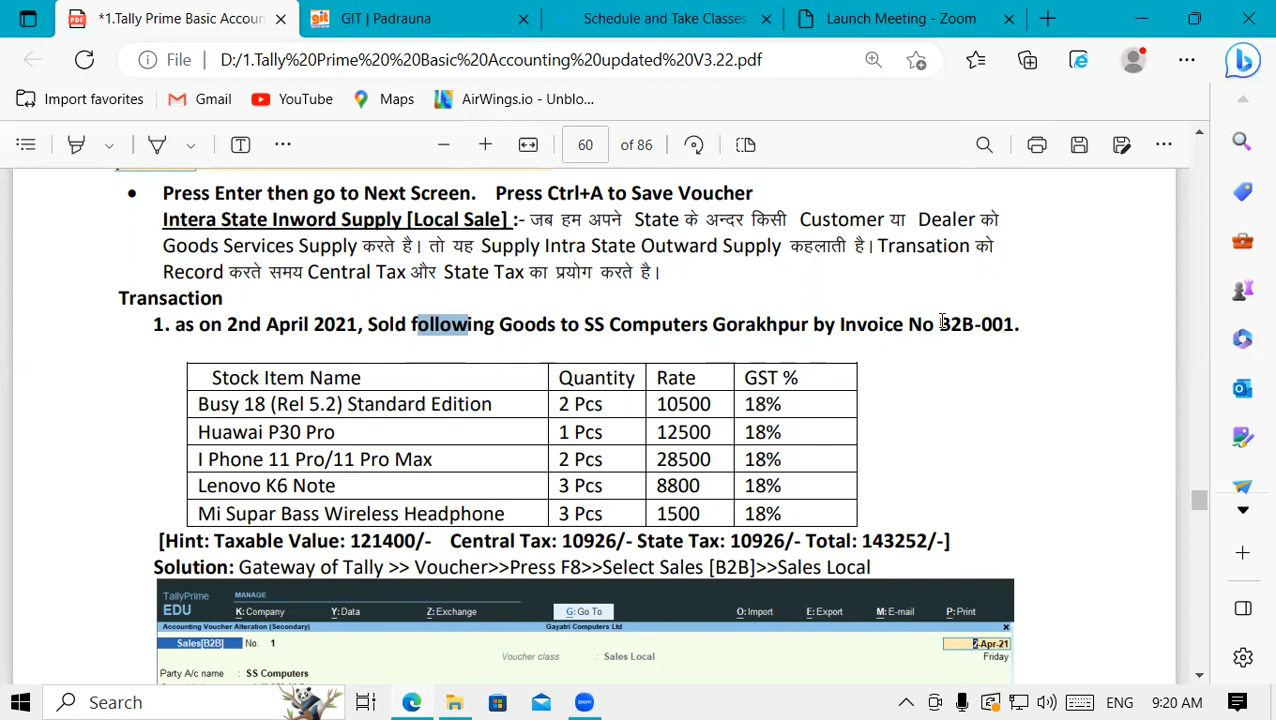 *1.Tally Prime Basic Accoun
GIT | Padrauna
Schedule and Take Classes
Launch Meeting - Zoom
File
D:/1.Tally%20Prime%20%20Basic%20Accounting%20updated%20V3.22.pdf
Import favorites
Gmail
YouTube
Maps
AirWings.io - Unblo...
60 of 86
• Press Enter then go to Next Screen. Press Ctrl+A to Save Voucher
Intera State Inword Supply [Local Sale] :- जब हम अपने State के अन्दर किसी Customer या Dealer को
Goods Services Supply करते है। तो यह Supply Intra State Outward Supply कहलाती है। Transation को
Record करते समय Central Tax और State Tax का प्रयोग करते है।
Transaction
1. as on 2nd April 2021, Sold following Goods to SS Computers Gorakhpur by Invoice No B2B-001.
Stock Item Name Quantity Rate GST %
Busy 18 (Rel 5.2) Standard Edition 2 Pcs 10500 18%
Huawai P30 Pro 1 Pcs 12500 18%
I Phone 11 Pro/11 Pro Max 2 Pcs 28500 18%
Lenovo K6 Note 3 Pcs 8800 18%
Mi Supar Bass Wireless Headphone 3 Pcs 1500 18%
[Hint: Taxable Value: 121400/- Central Tax: 10926/- State Tax: 10926/- Total: 143252/-]
Solution: Gateway of Tally >> Voucher>>Press F8>>Select Sales [B2B]>>Sales Local
TallyPrime MANAGE
EDU K: Company Y: Data Z: Exchange G: Go To O: Import E: Export M: E-mail P: Print
Accounting Voucher Alteration (Secondary) Gayatri Computers Ltd
Sales[B2B] No. 1 2-Apr-21
Voucher class : Sales Local Friday
Party A/c name : SS Computers
Search
ENG 9:20 AM